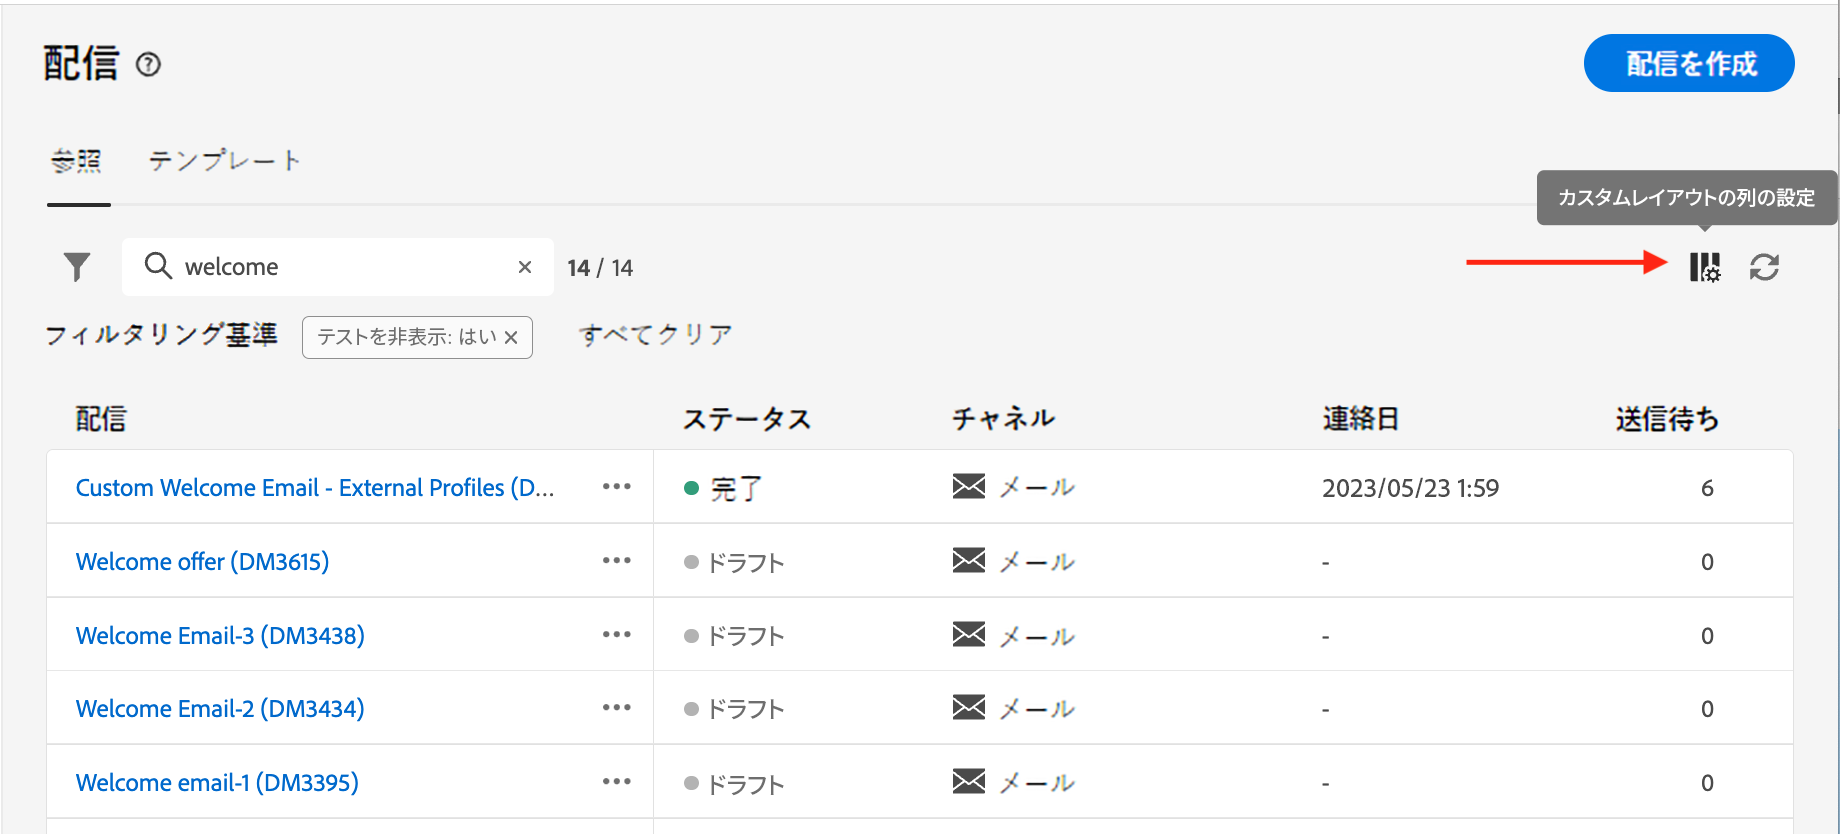 配信
配信を作成
参照 テンプレート
カスタムレイアウトの列の設定
welcome 14 / 14
フィルタリング基準 テストを非表示: はい すべてクリア
配信 ステータス チャネル 連絡日 送信待ち
Custom Welcome Email - External Profiles (D... 完了 メール 2023/05/23 1:59 6
Welcome offer (DM3615) ドラフト メール - 0
Welcome Email-3 (DM3438) ドラフト メール - 0
Welcome Email-2 (DM3434) ドラフト メール - 0
Welcome email-1 (DM3395) ドラフト メール - 0